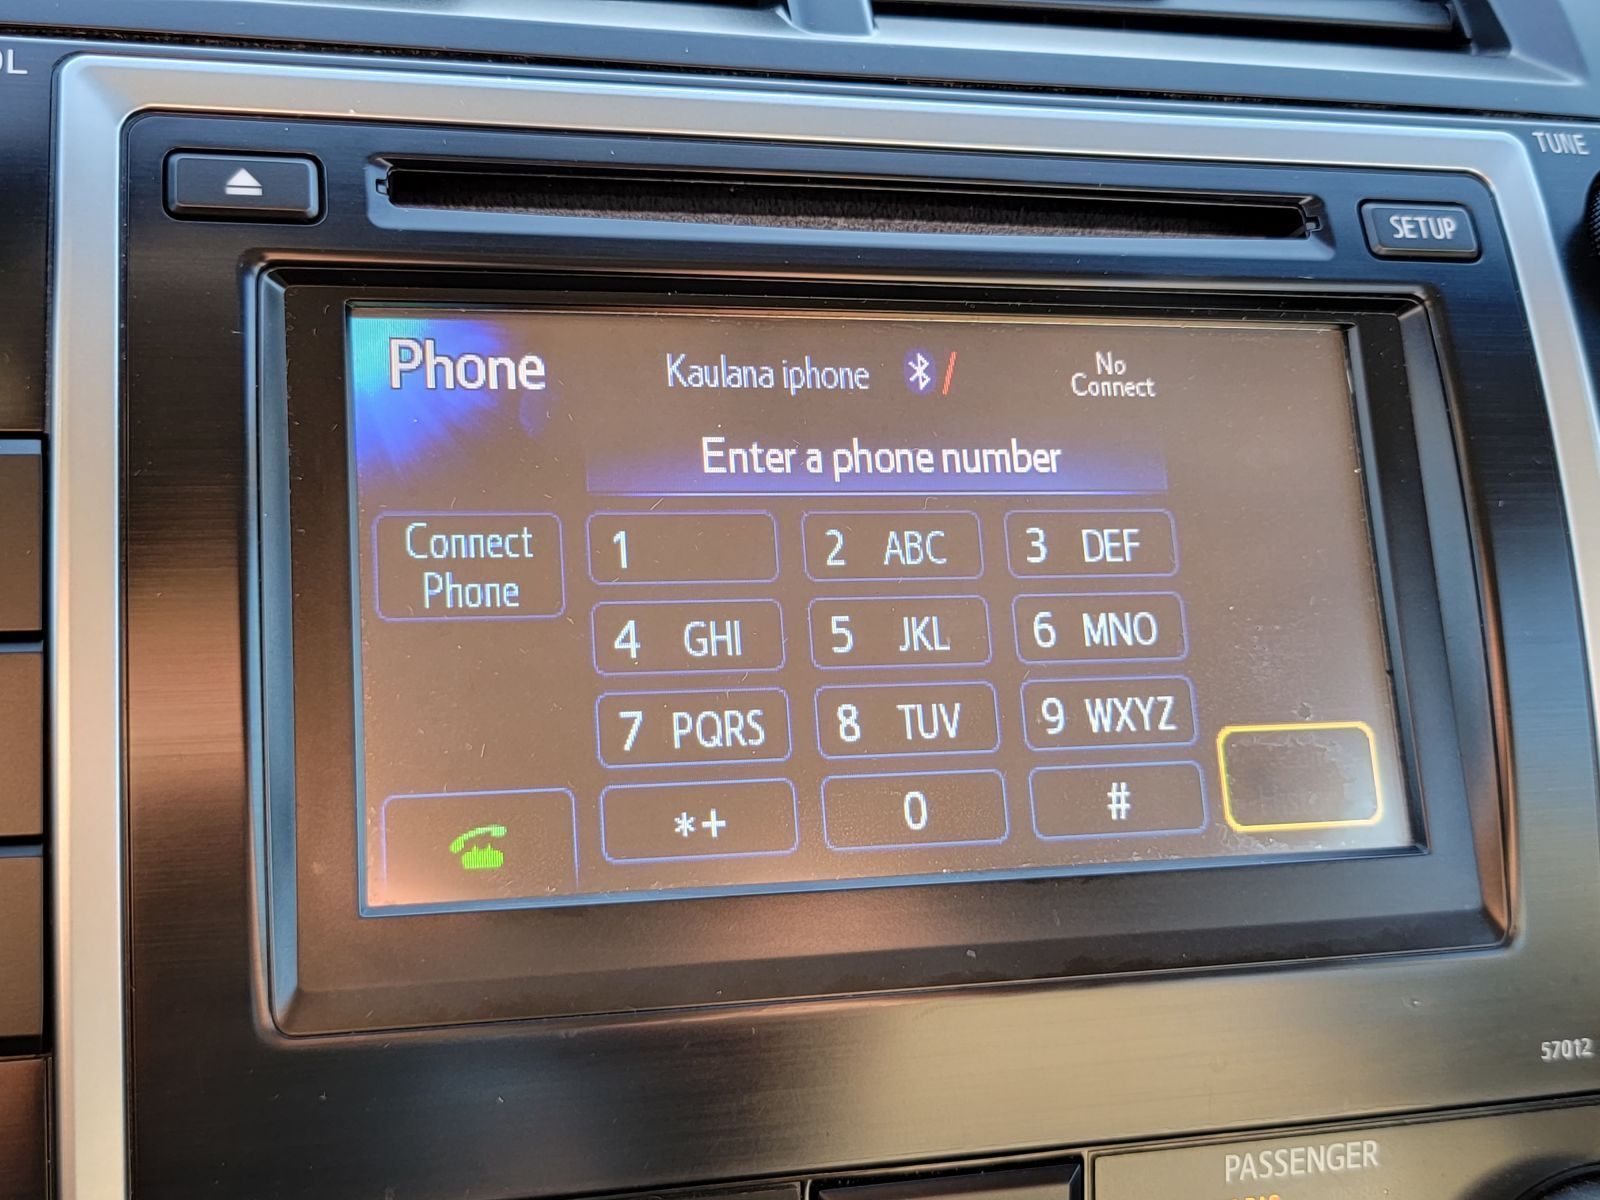 OL
TUNE
SETUP
Phone
Kaulana iphone
No
Connect
Enter a phone number
Connect
Phone
1
2 ABC
3 DEF
4 GHI
5 JKL
6 MNO
7 PQRS
8 TUV
9 WXYZ
*+
0
#
57012
PASSENGER